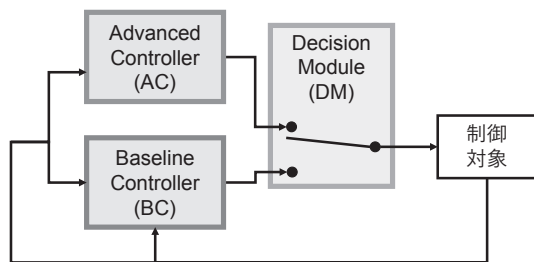 Advanced
Controller
(AC)
Decision
Module
(DM)
Baseline
Controller
(BC)
制御
対象